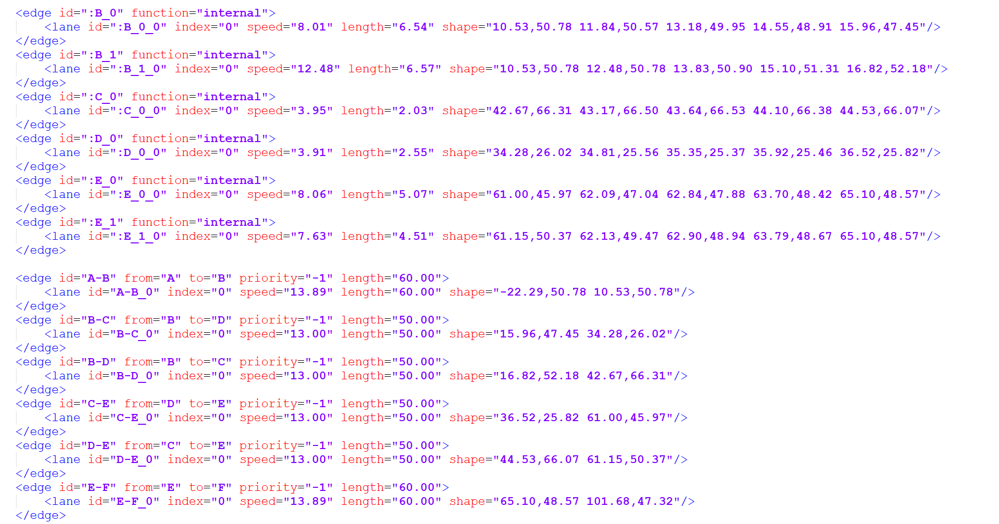 <edge id=":B_0" function="internal">
<lane id=":B_0_0" index="0" speed="8.01" length="6.54" shape="10.53,50.78 11.84,50.57 13.18,49.95 14.55,48.91 15.96,47.45"/>
</edge>
<edge id=":B_1" function="internal">
<lane id=":B_1_0" index="0" speed="12.48" length="6.57" shape="10.53,50.78 12.48,50.78 13.83,50.90 15.10,51.31 16.82,52.18"/>
</edge>
<edge id=":C_0" function="internal">
<lane id=":C_0_0" index="0" speed="3.95" length="2.03" shape="42.67,66.31 43.17,66.50 43.64,66.53 44.10,66.38 44.53,66.07"/>
</edge>
<edge id=":D_0" function="internal">
<lane id=":D_0_0" index="0" speed="3.91" length="2.55" shape="34.28,26.02 34.81,25.56 35.35,25.37 35.92,25.46 36.52,25.82"/>
</edge>
<edge id=":E_0" function="internal">
<lane id=":E_0_0" index="0" speed="8.06" length="5.07" shape="61.00,45.97 62.09,47.04 62.84,47.88 63.70,48.42 65.10,48.57"/>
</edge>
<edge id=":E_1" function="internal">
<lane id=":E_1_0" index="0" speed="7.63" length="4.51" shape="61.15,50.37 62.13,49.47 62.90,48.94 63.79,48.67 65.10,48.57"/>
</edge>
<edge id="A-B" from="A" to="B" priority="-1" length="60.00">
<lane id="A-B_0" index="0" speed="13.89" length="60.00" shape="-22.29,50.78 10.53,50.78"/>
</edge>
<edge id="B-C" from="B" to="D" priority="-1" length="50.00">
<lane id="B-C_0" index="0" speed="13.00" length="50.00" shape="15.96,47.45 34.28,26.02"/>
</edge>
<edge id="B-D" from="B" to="C" priority="-1" length="50.00">
<lane id="B-D_0" index="0" speed="13.00" length="50.00" shape="16.82,52.18 42.67,66.31"/>
</edge>
<edge id="C-E" from="D" to="E" priority="-1" length="50.00">
<lane id="C-E_0" index="0" speed="13.00" length="50.00" shape="36.52,25.82 61.00,45.97"/>
</edge>
<edge id="D-E" from="C" to="E" priority="-1" length="50.00">
<lane id="D-E_0" index="0" speed="13.00" length="50.00" shape="44.53,66.07 61.15,50.37"/>
</edge>
<edge id="E-F" from="E" to="F" priority="-1" length="60.00">
<lane id="E-F_0" index="0" speed="13.89" length="60.00" shape="65.10,48.57 101.68,47.32"/>
</edge>